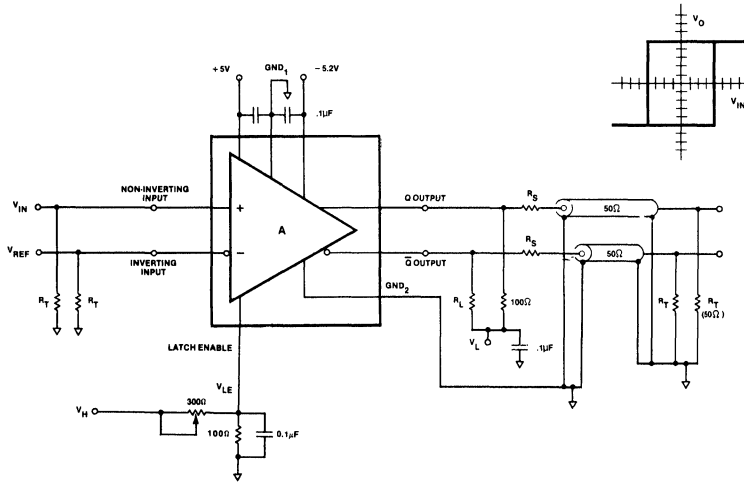 +5V
GND1
-5.2V
.1µF
VO
VIN
VIN
NON-INVERTING
INPUT
+
A
Q OUTPUT
RS
50Ω
VREF
INVERTING
INPUT
−
Q̅ OUTPUT
RS
50Ω
GND2
RT
RT
RL
100Ω
RT
RT
(50Ω)
VL
.1µF
LATCH ENABLE
VLE
300Ω
VH
100Ω
0.1µF